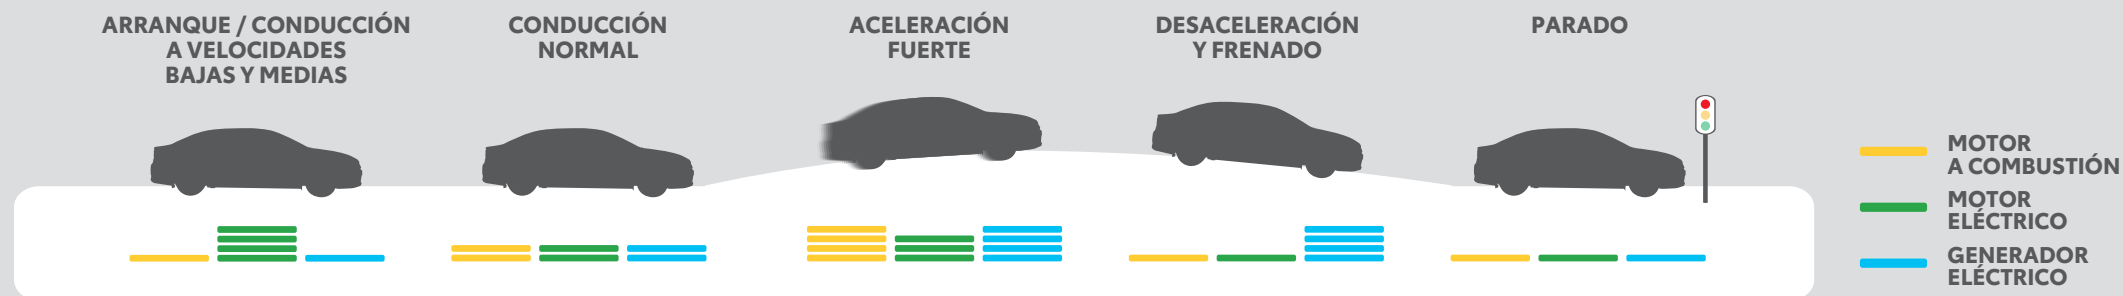 ARRANQUE / CONDUCCIÓN
A VELOCIDADES
BAJAS Y MEDIAS
CONDUCCIÓN
NORMAL
ACELERACIÓN
FUERTE
DESACELERACIÓN
Y FRENADO
PARADO
MOTOR
A COMBUSTIÓN
MOTOR
ELÉCTRICO
GENERADOR
ELÉCTRICO